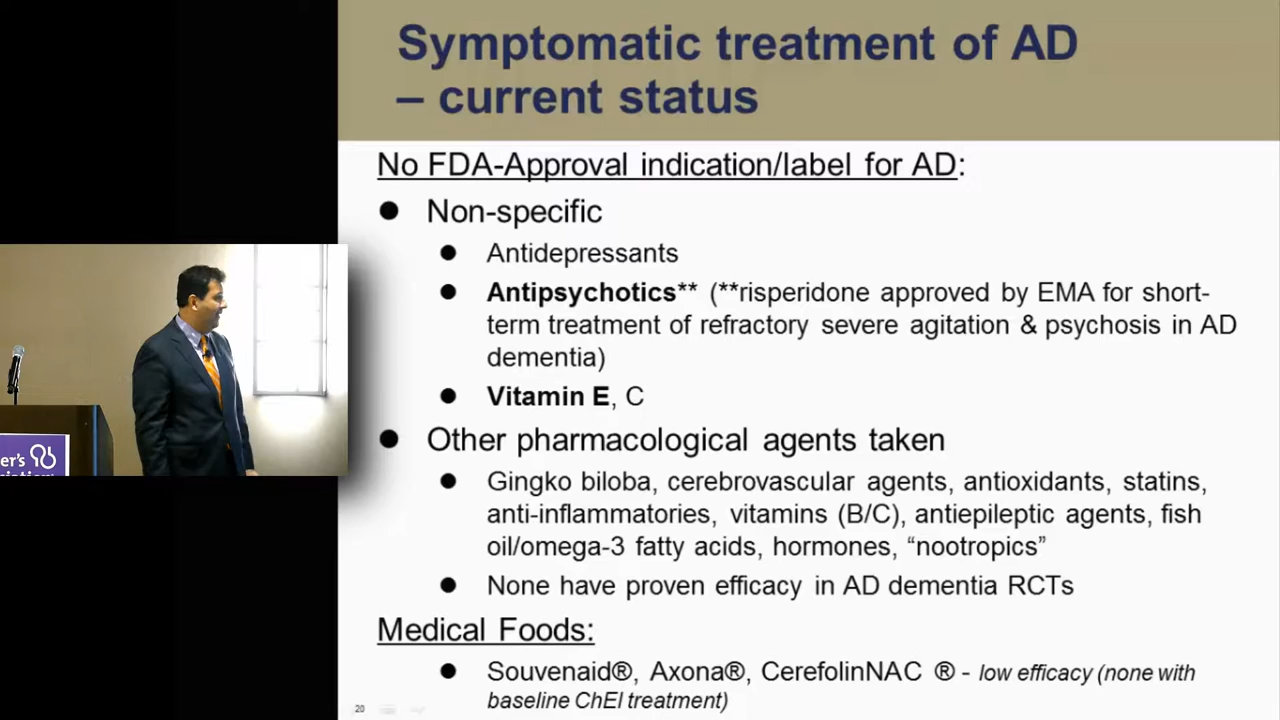 Symptomatic treatment of AD
– current status
No FDA-Approval indication/label for AD:
● Non-specific
● Antidepressants
● Antipsychotics** (**risperidone approved by EMA for short-
term treatment of refractory severe agitation & psychosis in AD
dementia)
● Vitamin E, C
● Other pharmacological agents taken
● Gingko biloba, cerebrovascular agents, antioxidants, statins,
anti-inflammatories, vitamins (B/C), antiepileptic agents, fish
oil/omega-3 fatty acids, hormones, “nootropics”
● None have proven efficacy in AD dementia RCTs
Medical Foods:
● Souvenaid®, Axona®, CerefolinNAC ® - low efficacy (none with
baseline ChEI treatment)
20
er's